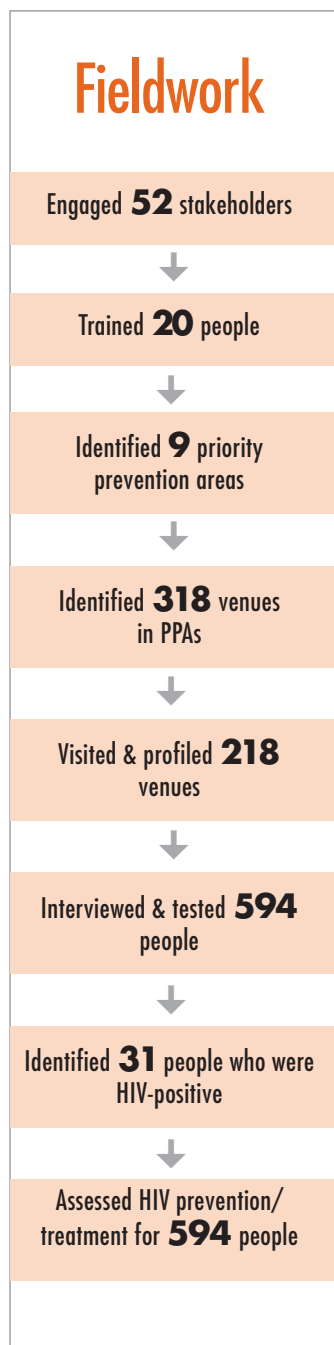 Fieldwork
Engaged 52 stakeholders
Trained 20 people
Identified 9 priority
prevention areas
Identified 318 venues
in PPAs
Visited & profiled 218
venues
Interviewed & tested 594
people
Identified 31 people who were
HIV-positive
Assessed HIV prevention/
treatment for 594 people